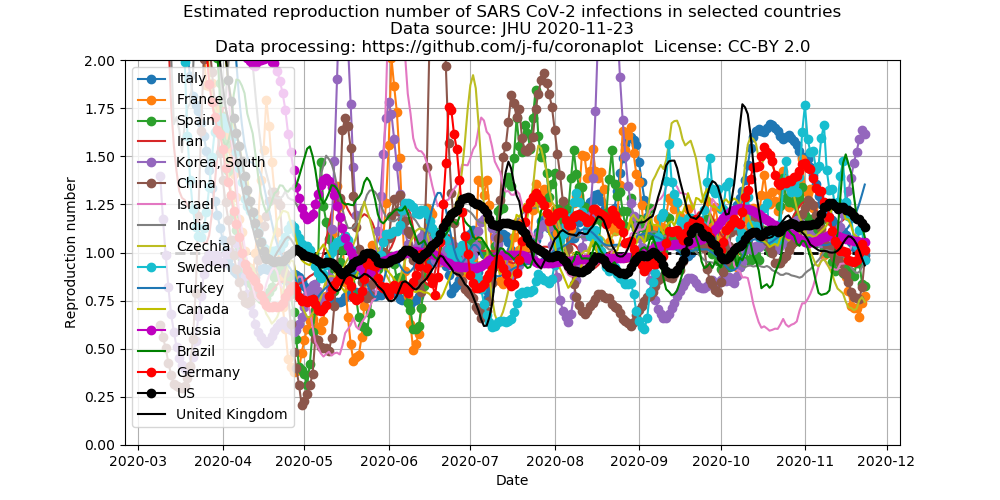 Estimated reproduction number of SARS CoV-2 infections in selected countries
Data source: JHU 2020-11-23
Data processing: https://github.com/j-fu/coronaplot  License: CC-BY 2.0
Reproduction number
2.00
1.75
1.50
1.25
1.00
0.75
0.50
0.25
0.00
Italy
France
Spain
Iran
Korea, South
China
Israel
India
Czechia
Sweden
Turkey
Canada
Russia
Brazil
Germany
US
United Kingdom
2020-03 2020-04 2020-05 2020-06 2020-07 2020-08 2020-09 2020-10 2020-11 2020-12
Date